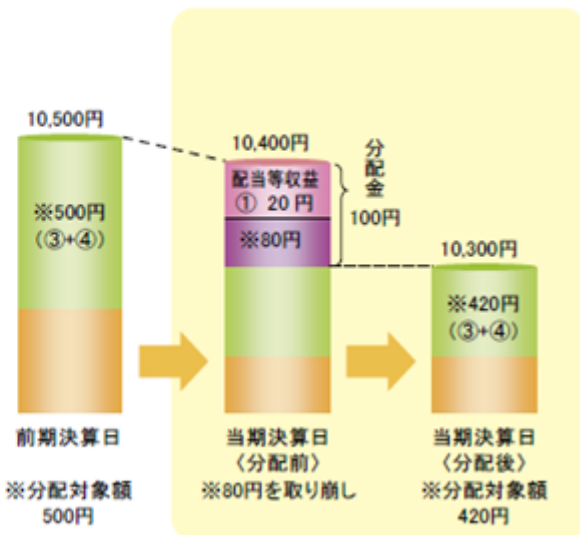 10,500円
※500円
(③+④)
前期決算日
※分配対象額
500円
10,400円
配当等収益
① 20円
※80円
分配金
100円
当期決算日
〈分配前〉
※80円を取り崩し
10,300円
※420円
(③+④)
当期決算日
〈分配後〉
※分配対象額
420円